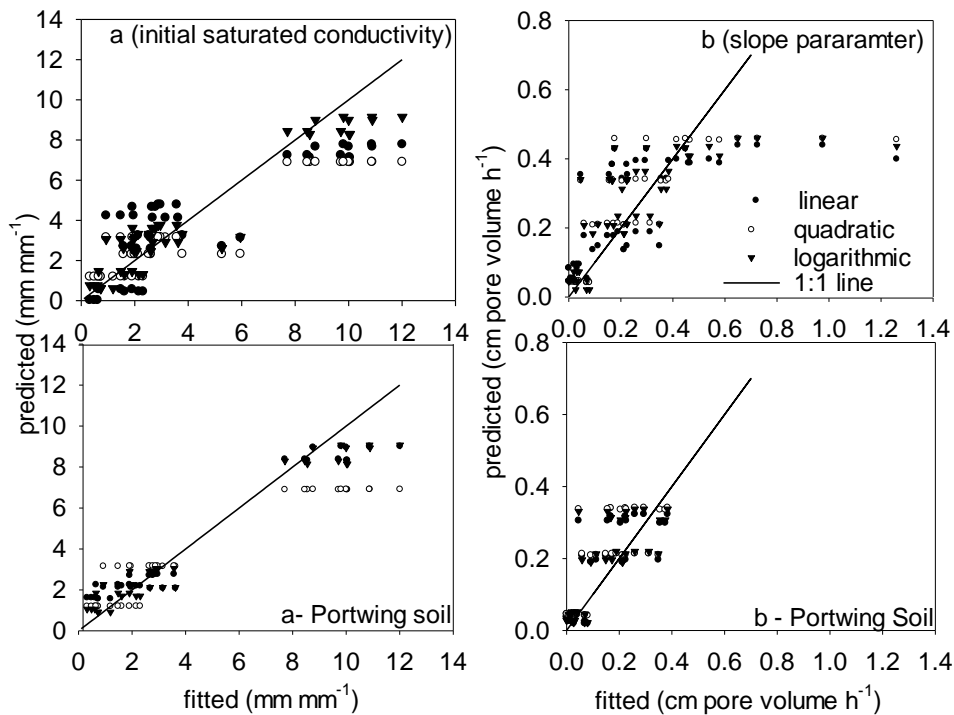 a (initial saturated conductivity)
14
12
10
8
6
4
2
0
0 2 4 6 8 10 12 14
b (slope pararamter)
0.8
0.6
0.4
0.2
0.0
0.0 0.2 0.4 0.6 0.8 1.0 1.2 1.4
linear
quadratic
logarithmic
1:1 line
predicted (mm mm-1)
predicted (cm pore volume h-1)
14
12
10
8
6
4
2
0
0 2 4 6 8 10 12 14
a- Portwing soil
fitted (mm mm-1)
0.8
0.6
0.4
0.2
0.0
0.0 0.2 0.4 0.6 0.8 1.0 1.2 1.4
b - Portwing Soil
fitted (cm pore volume h-1)